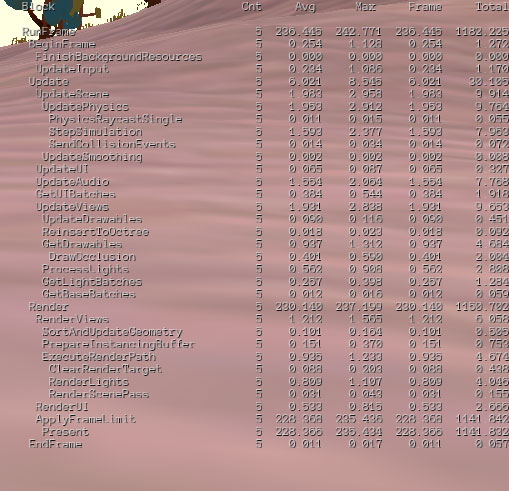 Block Cnt Avg Max Frame Total
RunFrame 5 236.445 242.771 236.445 1182.225
BeginFrame 5 0.254 1.128 0.254 1.272
FinishBackgroundResources 5 0.000 0.000 0.000 0.000
UpdateInput 5 0.234 1.086 0.234 1.170
Update 5 6.021 8.546 6.021 30.105
UpdateScene 5 1.983 2.958 1.983 9.914
UpdatePhysics 5 1.953 2.912 1.953 9.764
PhysicsRaycastSingle 5 0.011 0.015 0.011 0.055
StepSimulation 5 1.593 2.377 1.593 7.963
SendCollisionEvents 5 0.014 0.034 0.014 0.072
UpdateSmoothing 5 0.002 0.002 0.002 0.008
UpdateUI 5 0.065 0.087 0.065 0.327
UpdateAudio 5 1.554 2.064 1.554 7.768
GetUIBatches 5 0.384 0.544 0.384 1.918
UpdateViews 5 1.931 2.838 1.931 9.653
UpdateDrawables 5 0.090 0.116 0.090 0.451
ReinsertToOctree 5 0.018 0.023 0.018 0.092
GetDrawables 5 0.937 1.312 0.937 4.684
DrawOcclusion 5 0.401 0.590 0.401 2.004
ProcessLights 5 0.562 0.908 0.562 2.808
GetLightBatches 5 0.257 0.398 0.257 1.284
GetBaseBatches 5 0.012 0.016 0.012 0.059
Render 5 230.140 237.199 230.140 1150.702
RenderViews 5 1.212 1.565 1.212 6.058
SortAndUpdateGeometry 5 0.101 0.164 0.101 0.505
PrepareInstancingBuffer 5 0.151 0.370 0.151 0.753
ExecuteRenderPath 5 0.935 1.233 0.935 4.674
ClearRenderTarget 5 0.088 0.203 0.088 0.438
RenderLights 5 0.809 1.107 0.809 4.046
RenderScenePass 5 0.031 0.043 0.031 0.155
RenderUI 5 0.533 0.815 0.533 2.666
ApplyFrameLimit 5 228.368 235.436 228.368 1141.842
Present 5 228.366 235.434 228.366 1141.832
EndFrame 5 0.011 0.017 0.011 0.057